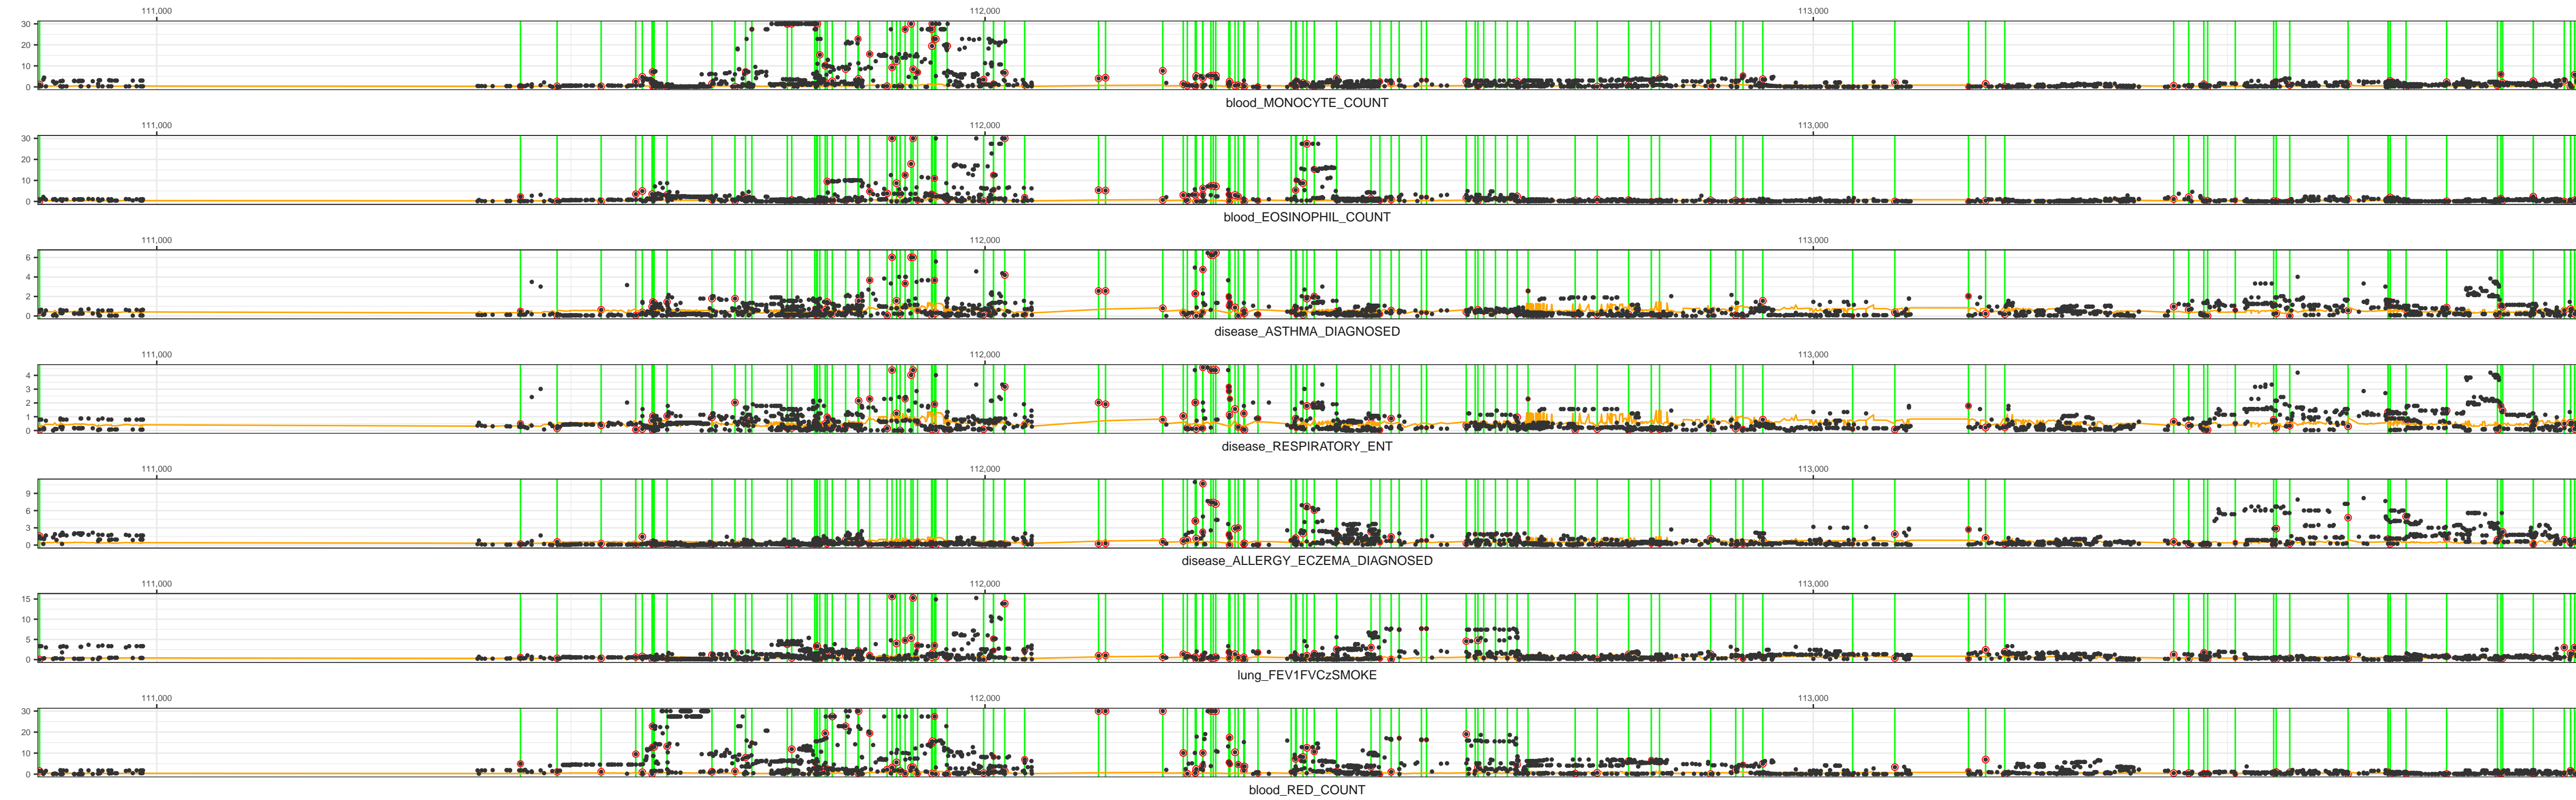 111,000 112,000 113,000
30
20
10
0
blood_MONOCYTE_COUNT
111,000 112,000 113,000
30
20
10
0
blood_EOSINOPHIL_COUNT
111,000 112,000 113,000
6
4
2
0
disease_ASTHMA_DIAGNOSED
111,000 112,000 113,000
4
3
2
1
0
disease_RESPIRATORY_ENT
111,000 112,000 113,000
9
6
3
0
disease_ALLERGY_ECZEMA_DIAGNOSED
111,000 112,000 113,000
15
10
5
0
lung_FEV1FVCzSMOKE
111,000 112,000 113,000
30
20
10
0
blood_RED_COUNT